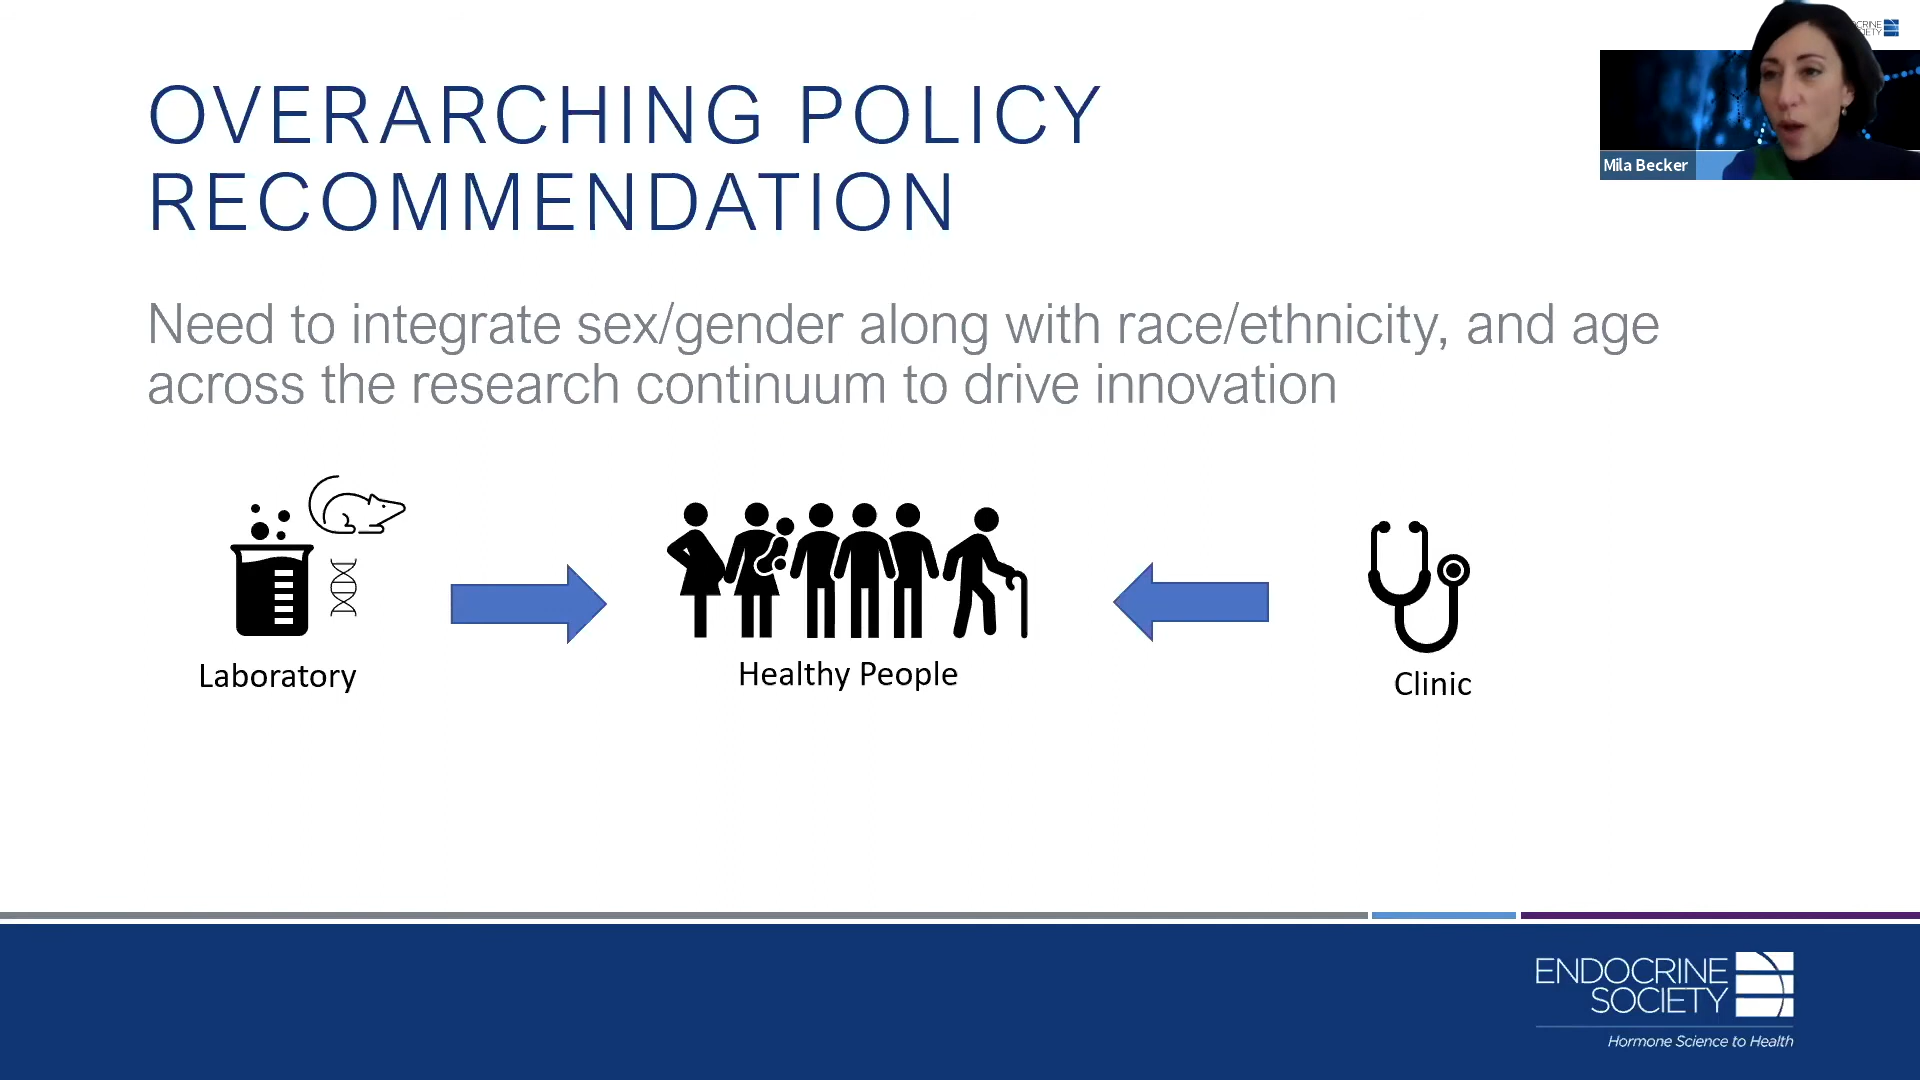 OVERARCHING POLICY
RECOMMENDATION
Mila Becker
Need to integrate sex/gender along with race/ethnicity, and age
across the research continuum to drive innovation
Laboratory
Healthy People
Clinic
ENDOCRINE
SOCIETY
Hormone Science to Health